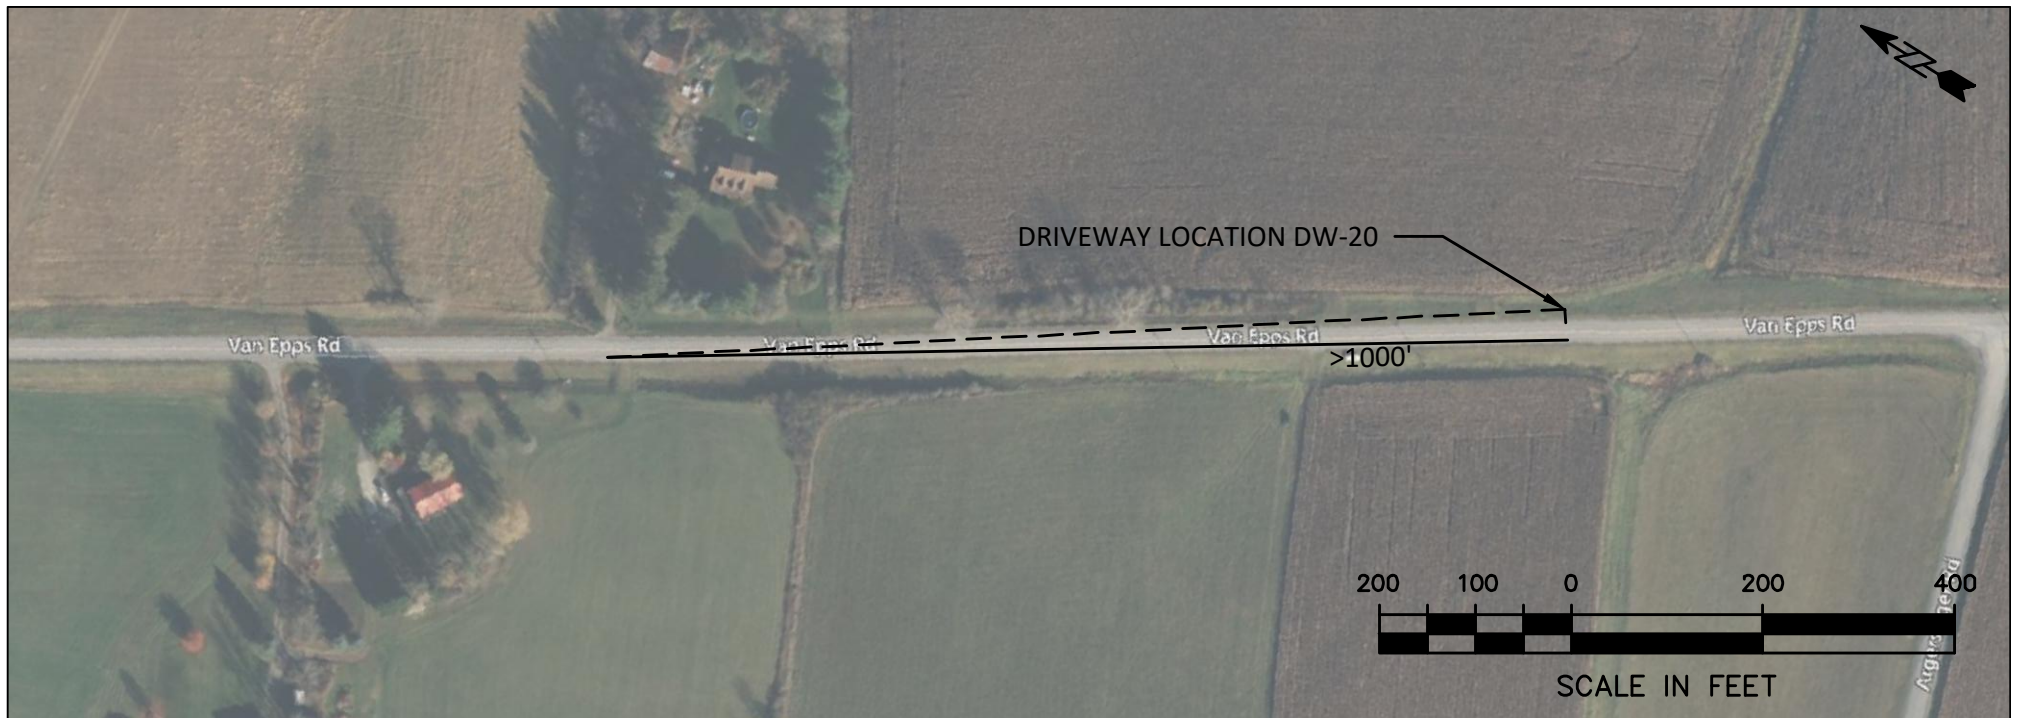 DRIVEWAY LOCATION DW-20
Van Epps Rd
Van Epps Rd
Van Epps Rd
Van Epps Rd
>1000'
200 100 0 200 400
SCALE IN FEET
Rd